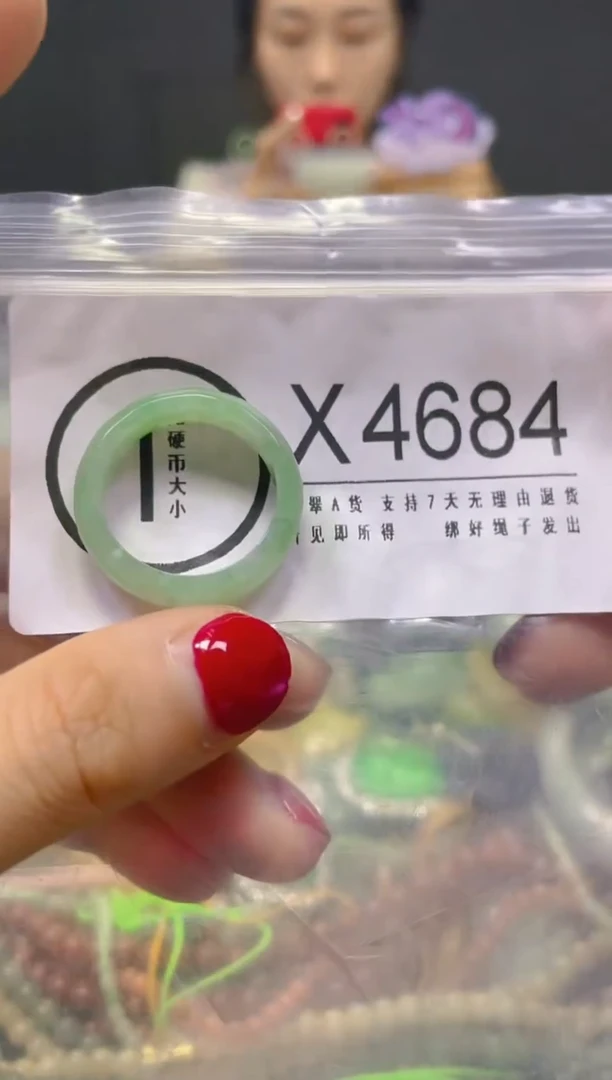 硬币大小
X4684
翠A货 支持7天无理由退货
见即所得 绑好绳子发出